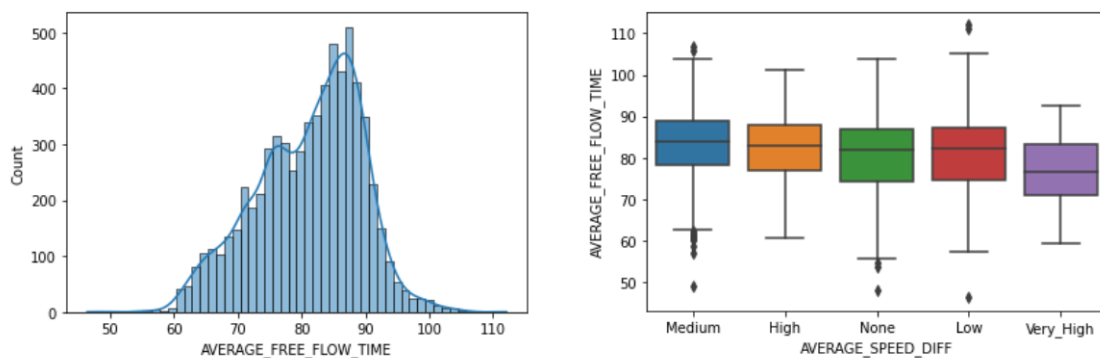 Count
500
400
300
200
100
0
50 60 70 80 90 100 110
AVERAGE_FREE_FLOW_TIME
AVERAGE_FREE_FLOW_TIME
110
100
90
80
70
60
50
Medium High None Low Very_High
AVERAGE_SPEED_DIFF